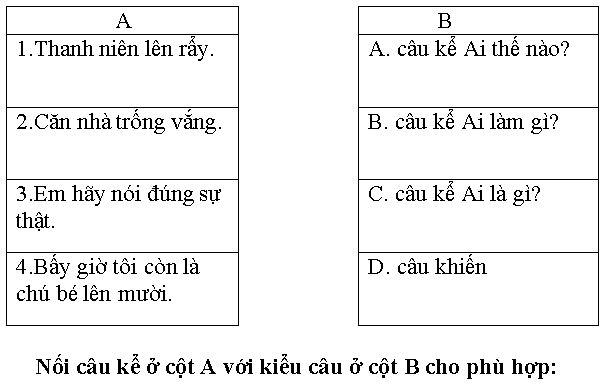 A B
1.Thanh niên lên rẩy. A. câu kể Ai thế nào?
2.Căn nhà trống vắng. B. câu kể Ai làm gì?
3.Em hãy nói đúng sự C. câu kể Ai là gì?
thật.
4.Bấy giờ tôi còn là D. câu khiến
chú bé lên mười.
Nối câu kể ở cột A với kiểu câu ở cột B cho phù hợp: